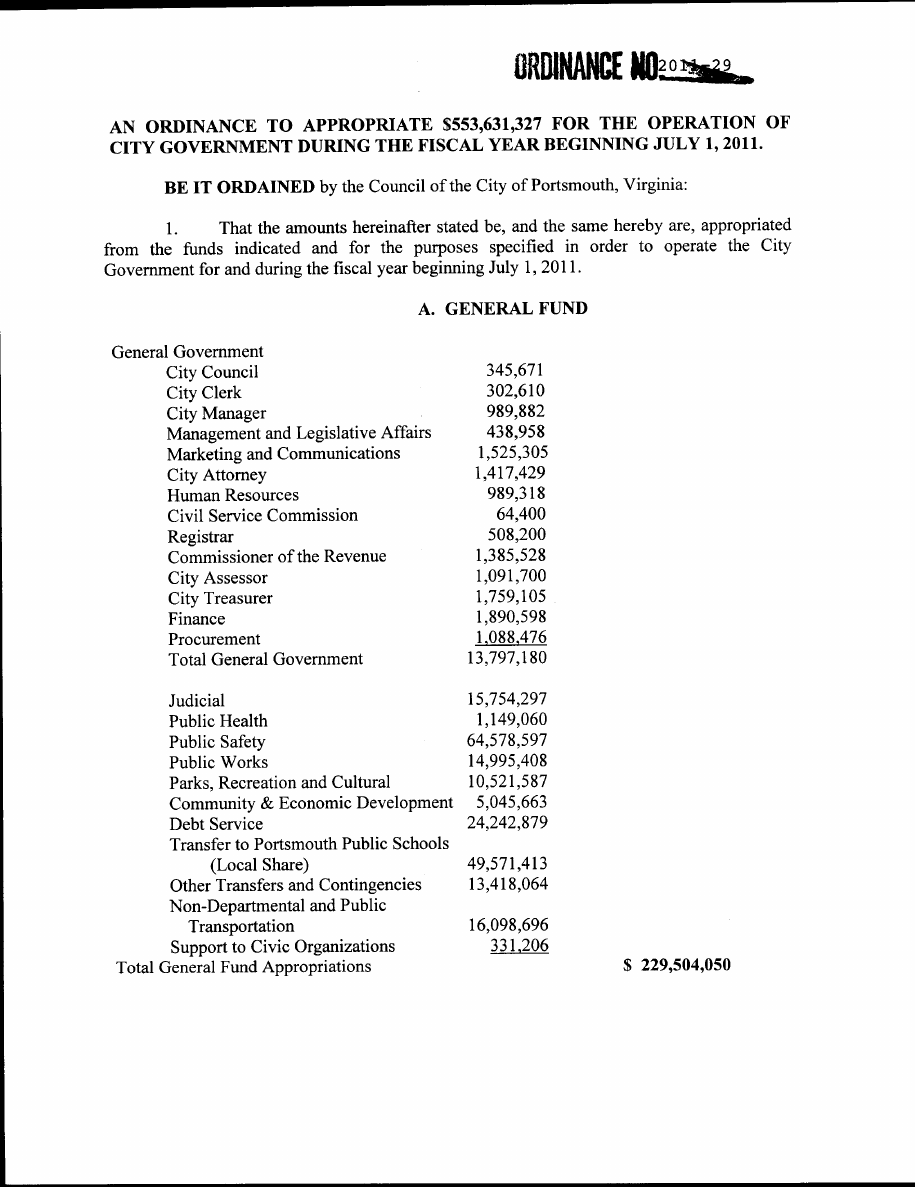 ORDINANCE NO 2011-29
AN ORDINANCE TO APPROPRIATE $553,631,327 FOR THE OPERATION OF
CITY GOVERNMENT DURING THE FISCAL YEAR BEGINNING JULY 1, 2011.
BE IT ORDAINED by the Council of the City of Portsmouth, Virginia:
1. That the amounts hereinafter stated be, and the same hereby are, appropriated
from the funds indicated and for the purposes specified in order to operate the City
Government for and during the fiscal year beginning July 1, 2011.
A. GENERAL FUND
General Government
City Council 345,671
City Clerk 302,610
City Manager 989,882
Management and Legislative Affairs 438,958
Marketing and Communications 1,525,305
City Attorney 1,417,429
Human Resources 989,318
Civil Service Commission 64,400
Registrar 508,200
Commissioner of the Revenue 1,385,528
City Assessor 1,091,700
City Treasurer 1,759,105
Finance 1,890,598
Procurement 1,088,476
Total General Government 13,797,180
Judicial 15,754,297
Public Health 1,149,060
Public Safety 64,578,597
Public Works 14,995,408
Parks, Recreation and Cultural 10,521,587
Community & Economic Development 5,045,663
Debt Service 24,242,879
Transfer to Portsmouth Public Schools
(Local Share) 49,571,413
Other Transfers and Contingencies 13,418,064
Non-Departmental and Public
Transportation 16,098,696
Support to Civic Organizations 331,206
Total General Fund Appropriations $ 229,504,050